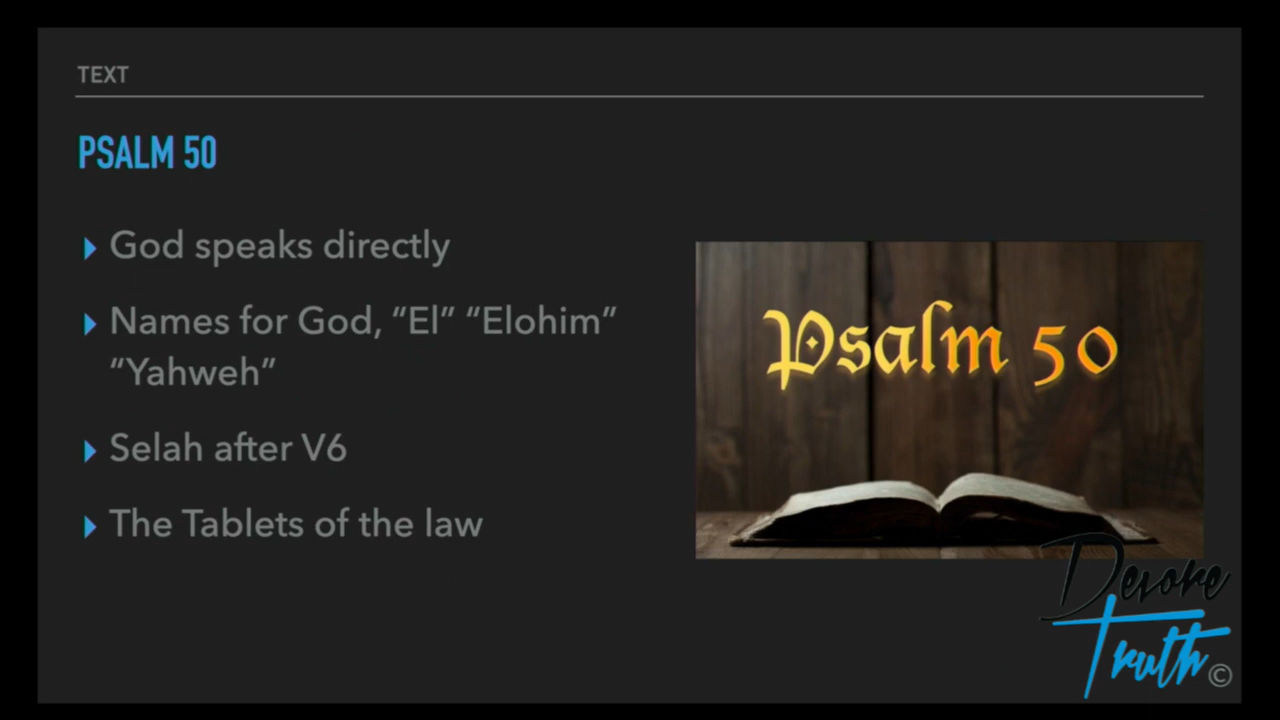 TEXT
PSALM 50
God speaks directly
Names for God, “El” “Elohim”
“Yahweh”
Selah after V6
The Tablets of the law
Psalm 50
Devore
Truth ©